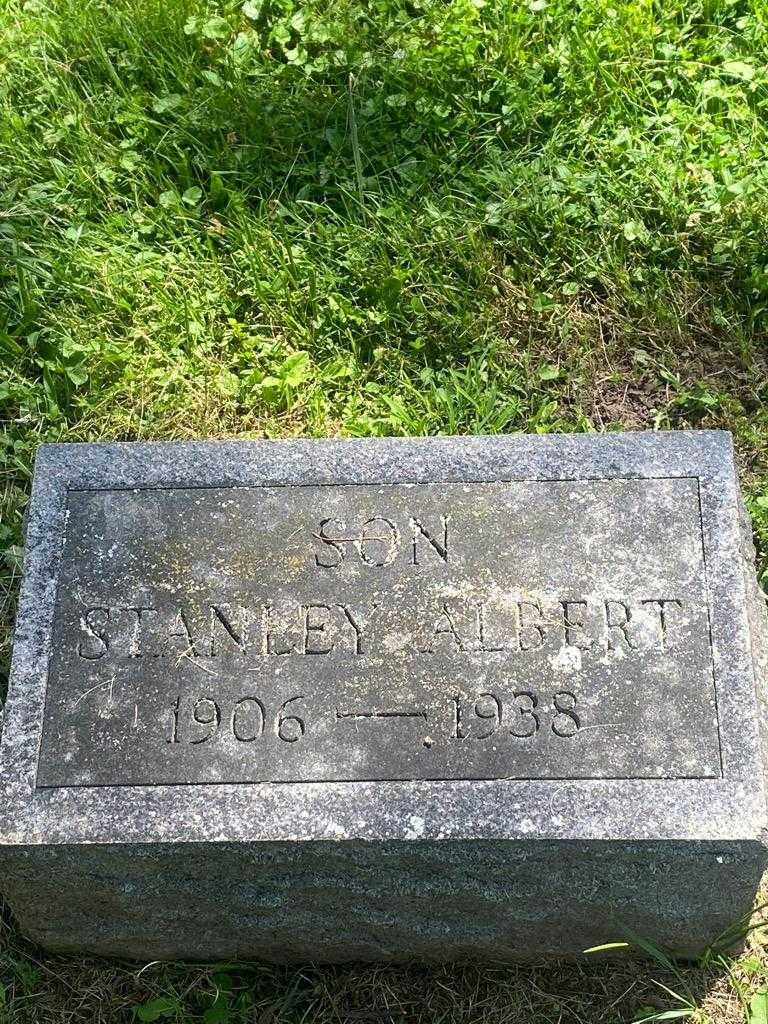 SON
STANLEY ALBERT
1906 — 1938